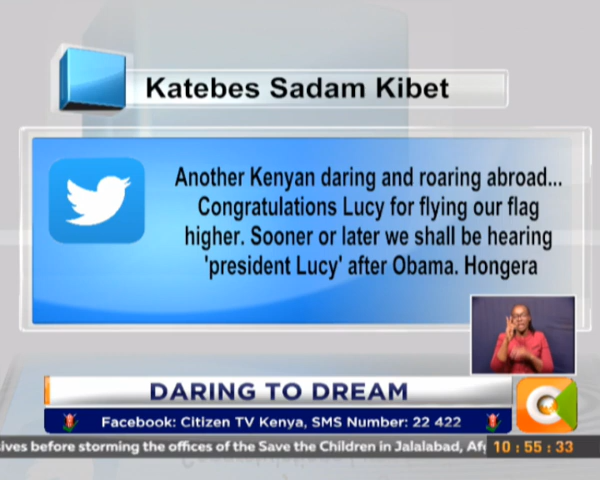 Katebes Sadam Kibet
Another Kenyan daring and roaring abroad...
Congratulations Lucy for flying our flag
higher. Sooner or later we shall be hearing
'president Lucy' after Obama. Hongera
DARING TO DREAM
Facebook: Citizen TV Kenya, SMS Number: 22 422
ives before storming the offices of the Save the Children in Jalalabad, Af
10:55:33